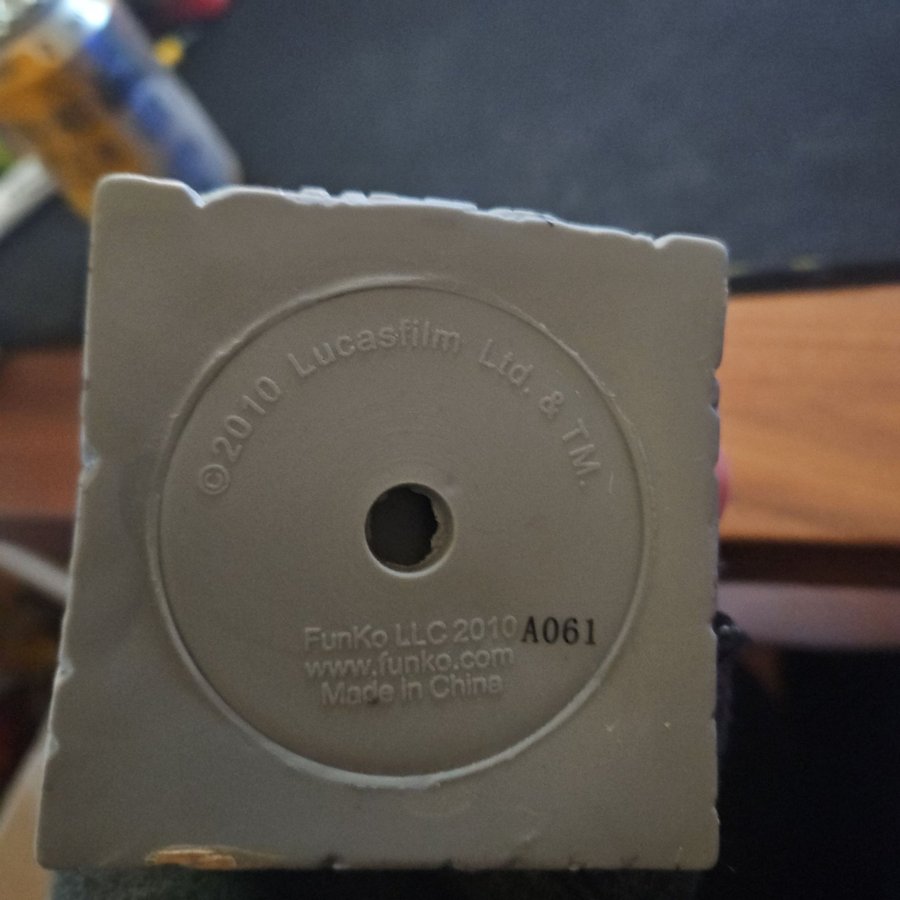 ©2010 Lucasfilm Ltd. & TM.
FunKo LLC 2010 A061
www.funko.com
Made in China